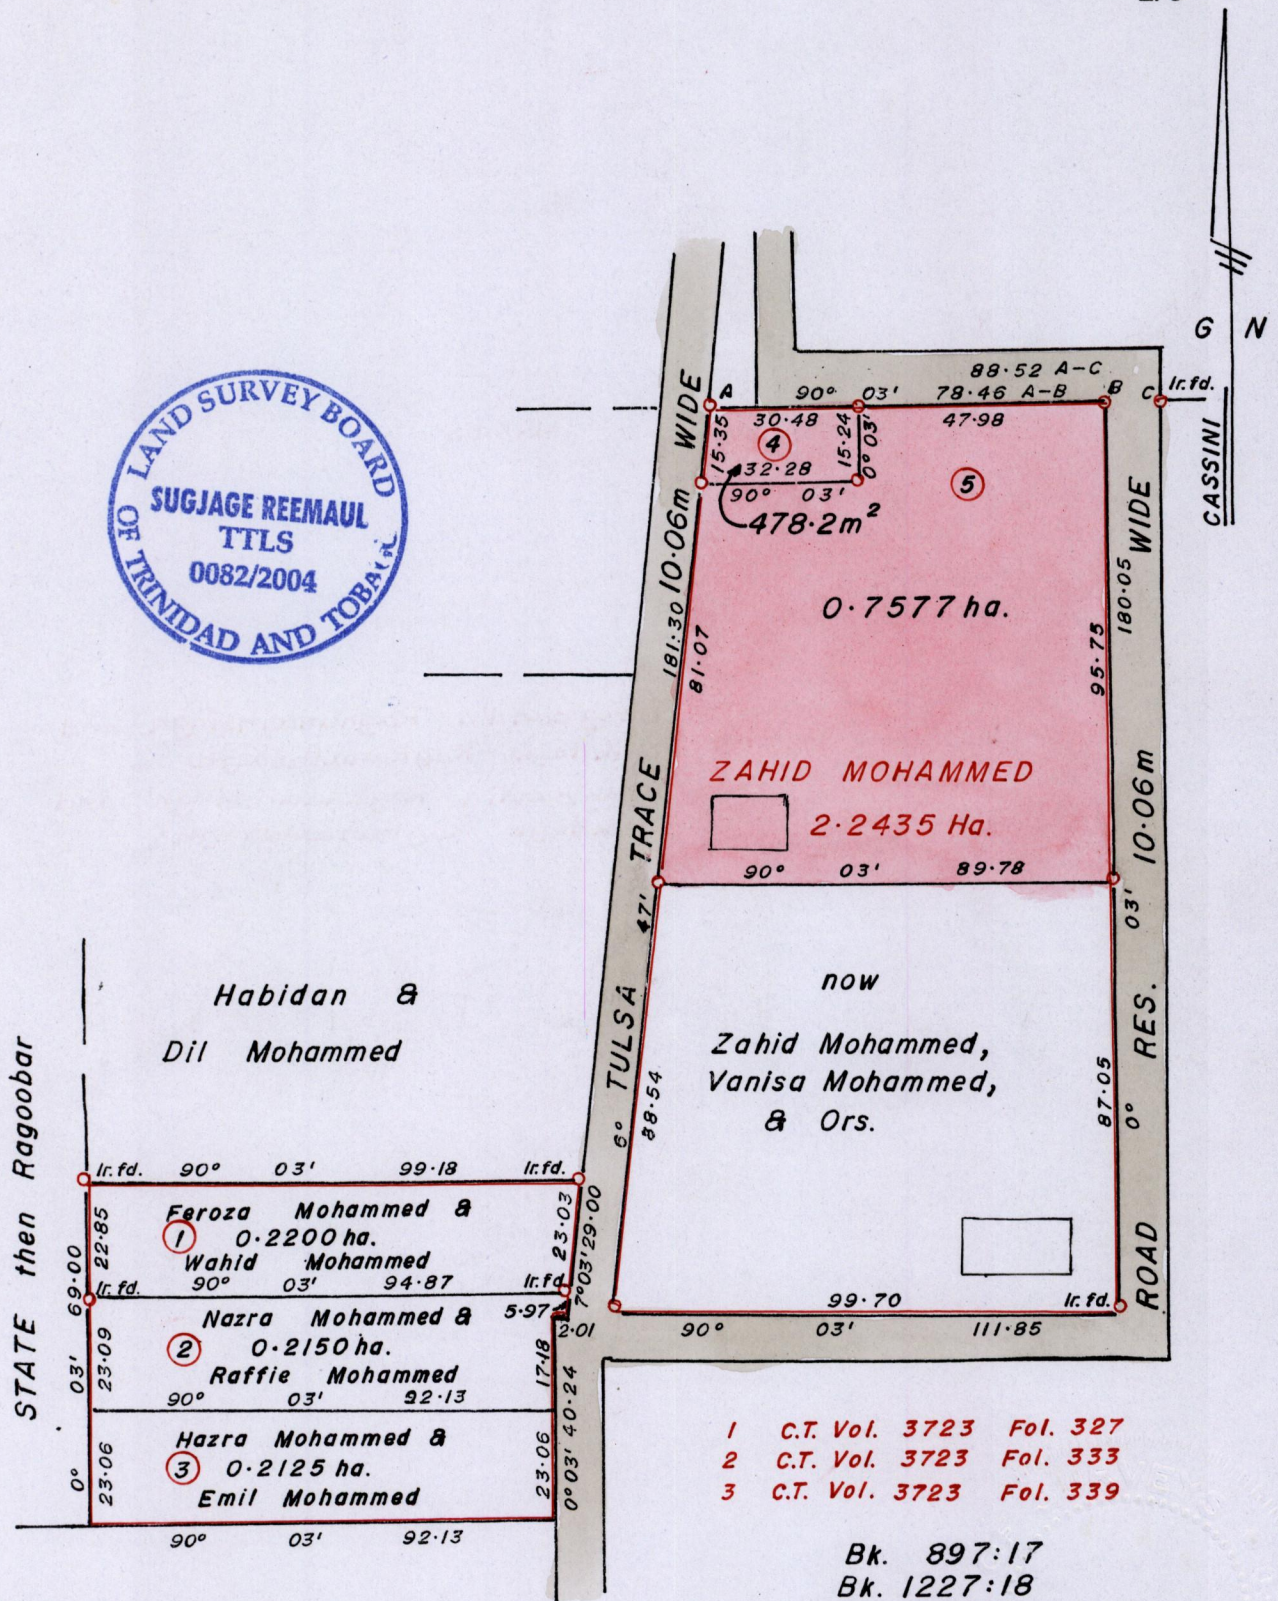 G N
CASSINI
LAND SURVEY BOARD
OF TRINIDAD AND TOBA
SUGJAGE REEMAUL
TTLS
0082/2004
88·52 A-C
A 90° 03' 78·46 A-B B C Ir.fd.
30·48 47·98
15·35 4 15·24 0° 03'
32·28
90° 03'
478·2m²
5
0·7577 ha.
181·30 10·06m WIDE
81·07
95·75
180·05 WIDE
ZAHID MOHAMMED
2·2435 Ha.
90° 03' 89·78
6° TULSA 47' TRACE
88·54
0° RES. 03' 10·06m
ROAD
87·05
now
Zahid Mohammed,
Vanisa Mohammed,
& Ors.
99·70 Ir.fd.
90° 03' 111·85
Habidan &
Dil Mohammed
STATE then Ragoobar
0° 03' 69·00
Ir.fd. 90° 03' 99·18 Ir.fd.
22·85
Feroza Mohammed &
1 0·2200 ha.
Wahid Mohammed
23·03
7° 03' 29·00
Ir.fd. 90° 03' 94·87 Ir.fd
5·97
2·01
23·09
Nazra Mohammed &
2 0·2150 ha.
Raffie Mohammed
17·18
90° 03' 92·13
23·06
Hazra Mohammed &
3 0·2125 ha.
Emil Mohammed
23·06
0° 03' 40·24
90° 03' 92·13
1 C.T. Vol. 3723 Fol. 327
2 C.T. Vol. 3723 Fol. 333
3 C.T. Vol. 3723 Fol. 339
Bk. 897:17
Bk. 1227:18